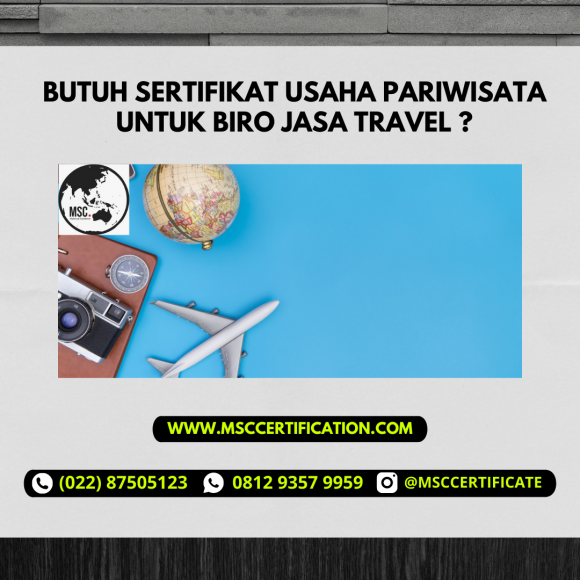 BUTUH SERTIFIKAT USAHA PARIWISATA
UNTUK BIRO JASA TRAVEL ?
MSC.
WWW.MSCCERTIFICATION.COM
(022) 87505123 0812 9357 9959 @MSCCERTIFICATE